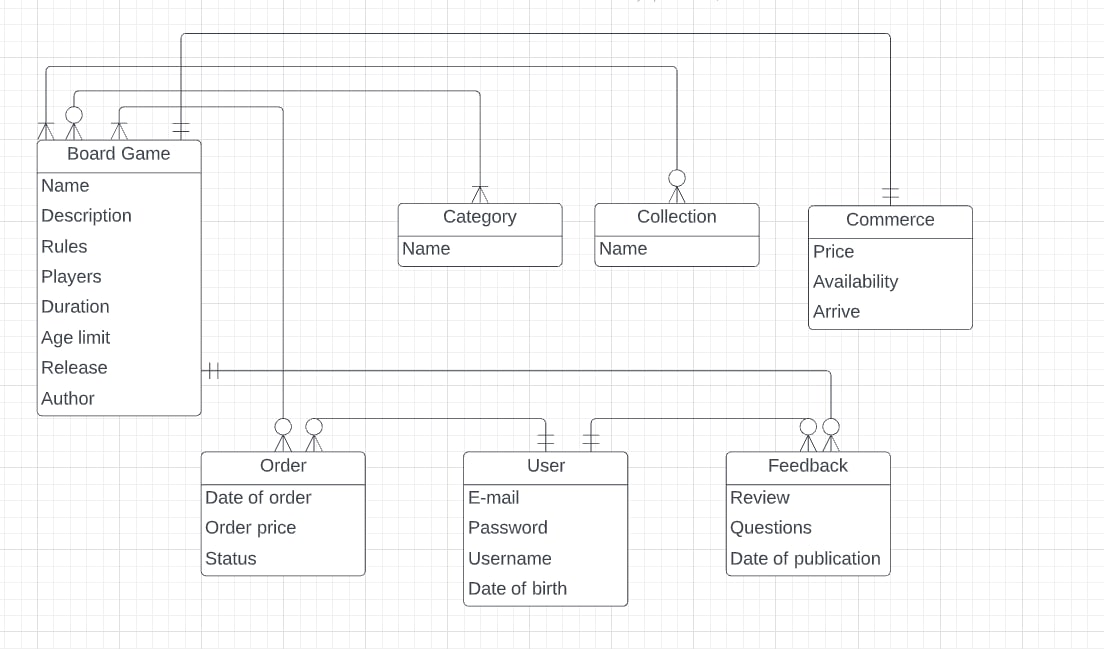 Board Game
Name
Description
Rules
Players
Duration
Age limit
Release
Author
Category
Name
Collection
Name
Commerce
Price
Availability
Arrive
Order
Date of order
Order price
Status
User
E-mail
Password
Username
Date of birth
Feedback
Review
Questions
Date of publication